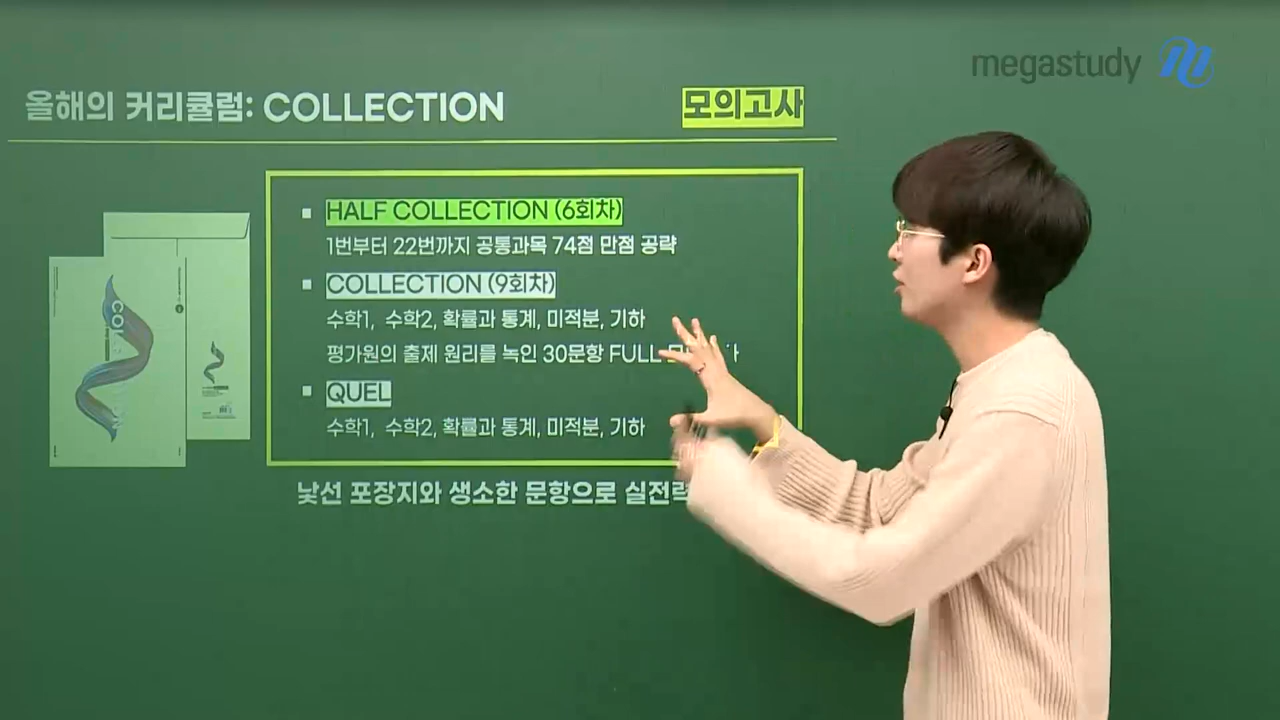 megastudy
올해의 커리큘럼: COLLECTION
모의고사
HALF COLLECTION (6회차)
1번부터 22번까지 공통과목 74점 만점 공략
COLLECTION (9회차)
수학1, 수학2, 확률과 통계, 미적분, 기하
평가원의 출제 원리를 녹인 30문항 FULL
QUEL
수학1, 수학2, 확률과 통계, 미적분, 기하
낯선 포장지와 생소한 문항으로